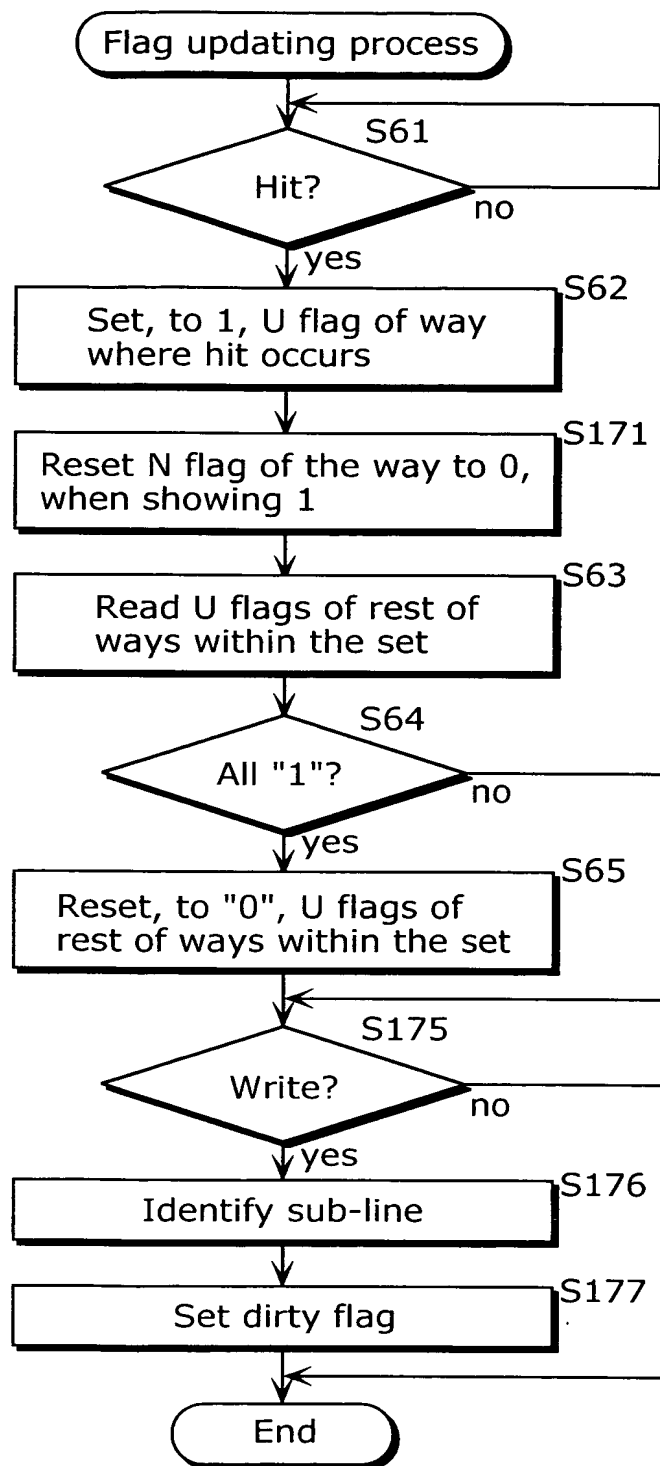 Flag updating process
S61
Hit?
no
yes
S62
Set, to 1, U flag of way
where hit occurs
S171
Reset N flag of the way to 0,
when showing 1
S63
Read U flags of rest of
ways within the set
S64
All "1"?
no
yes
S65
Reset, to "0", U flags of
rest of ways within the set
S175
Write?
no
yes
S176
Identify sub-line
S177
Set dirty flag
End